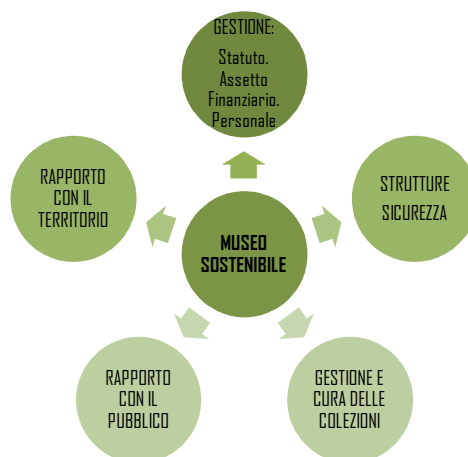 GESTIONE:
Statuto.
Assetto
Finanziario.
Personale
RAPPORTO
CON IL
TERRITORIO
STRUTTURE
SICUREZZA
MUSEO
SOSTENIBILE
RAPPORTO
CON IL
PUBBLICO
GESTIONE E
CURA DELLE
COLEZIONI